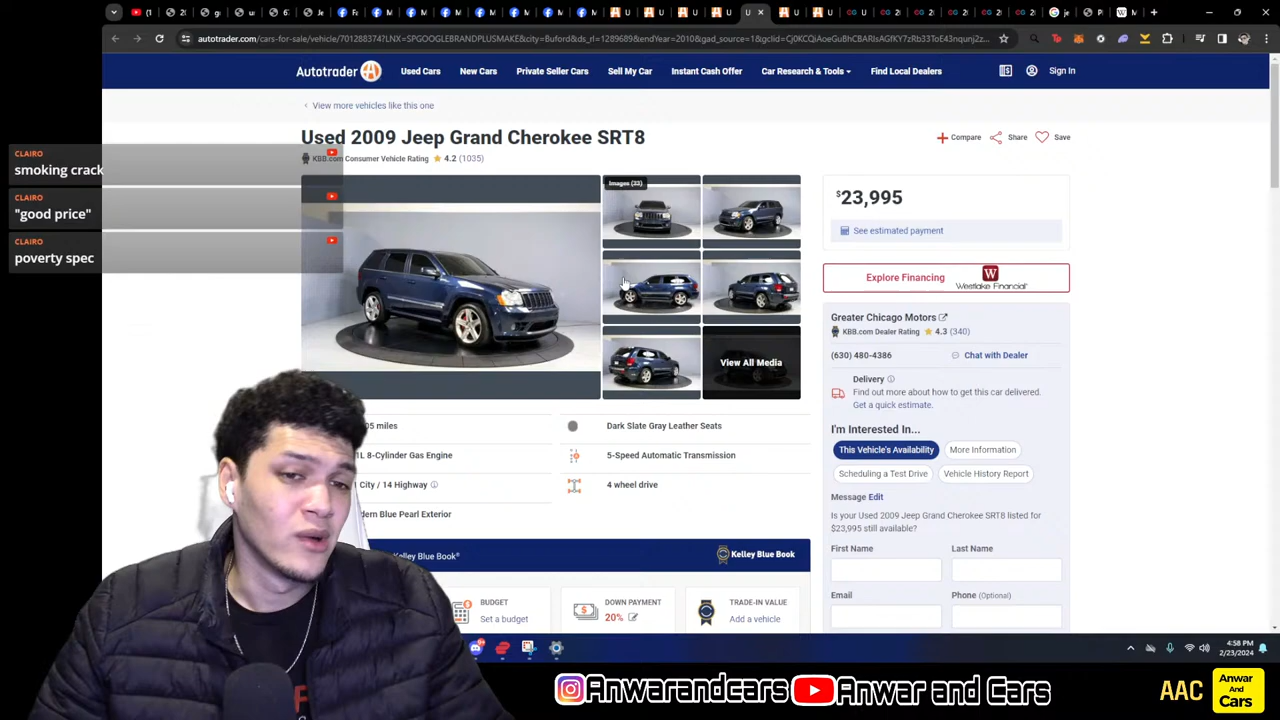 autotrader.com/cars-for-sale/vehicle/701288374?LNX=SPGOOGLEBRANDPLUSMAKE&city=Buford&ds_rl=1289689&endYear=2010&gad_source=1
Autotrader
Used Cars
New Cars
Private Seller Cars
Sell My Car
Instant Cash Offer
Car Research & Tools
Find Local Dealers
Sign In
View more vehicles like this one
Used 2009 Jeep Grand Cherokee SRT8
KBB.com Consumer Vehicle Rating 4.2 (1035)
Compare
Share
Save
CLAIRO
smoking crack
CLAIRO
"good price"
CLAIRO
poverty spec
Images (33)
View All Media
$23,995
See estimated payment
Explore Financing
W
Westlake Financial
Greater Chicago Motors
KBB.com Dealer Rating 4.3 (340)
(630) 480-4386
Chat with Dealer
Delivery
Find out more about how to get this car delivered.
Get a quick estimate.
I'm Interested In...
This Vehicle's Availability
More Information
Scheduling a Test Drive
Vehicle History Report
Message Edit
Is your Used 2009 Jeep Grand Cherokee SRT8 listed for
$23,995 still available?
First Name
Last Name
Email
Phone (Optional)
05 miles
Dark Slate Gray Leather Seats
1L 8-Cylinder Gas Engine
5-Speed Automatic Transmission
City / 14 Highway
4 wheel drive
dern Blue Pearl Exterior
Kelley Blue Book®
Kelley Blue Book
BUDGET
Set a budget
DOWN PAYMENT
20%
TRADE-IN VALUE
Add a vehicle
4:58 PM
2/23/2024
@Anwarandcars
Anwar and Cars
AAC
Anwar
And
Cars